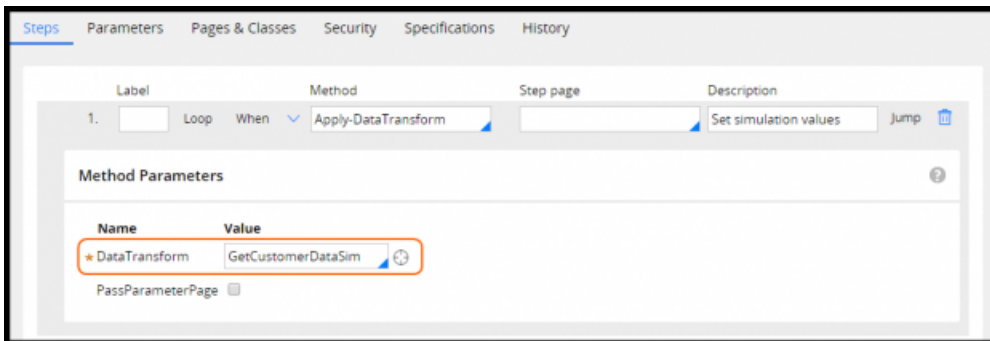 Steps Parameters Pages & Classes Security Specifications History
Label Method Step page Description
1. Loop When Apply-DataTransform Set simulation values Jump
Method Parameters ?
Name Value
★ DataTransform GetCustomerDataSim
PassParameterPage